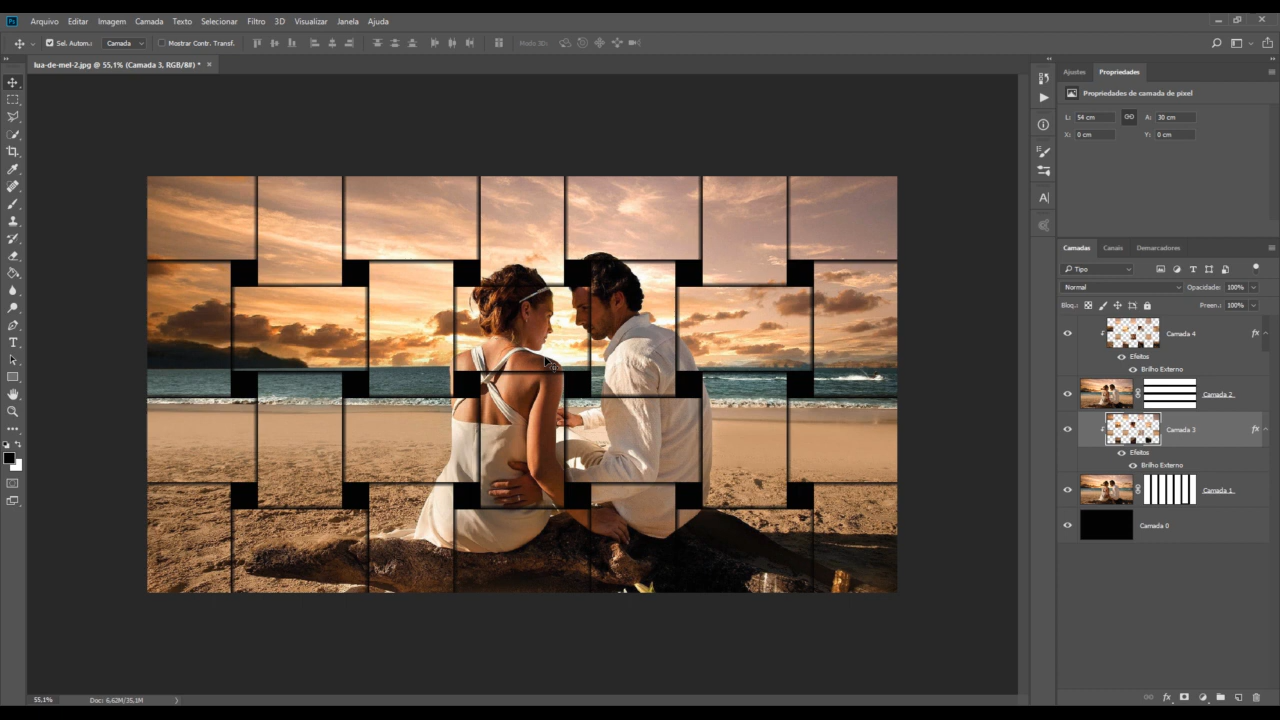 Ps Arquivo Editar Imagem Camada Texto Selecionar Filtro 3D Visualizar Janela Ajuda
Sel. Autom.: Camada Mostrar Contr. Transf. Modo 3D:
lua-de-mel-2.jpg @ 55,1% (Camada 3, RGB/8#) * ×
Ajustes Propriedades
Propriedades de camada de pixel
L: 54 cm A: 30 cm
X: 0 cm Y: 0 cm
Camadas Canais Demarcadores
Tipo
Normal Opacidade: 100%
Bloq.: Preen.: 100%
Camada 4 fx
Efeitos
Brilho Externo
Camada 2
Camada 3 fx
Efeitos
Brilho Externo
Camada 1
Camada 0
55,1% Doc: 6,62M/35,1M